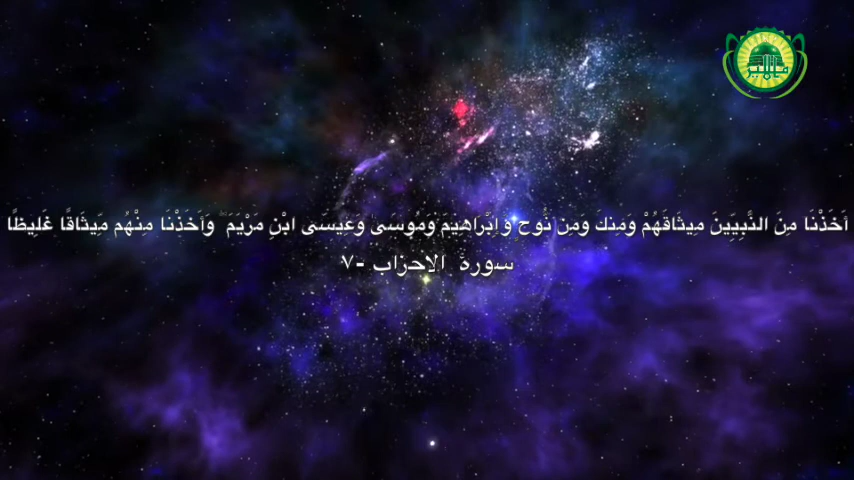 أَخَذْنَا مِنَ النَّبِيِّينَ مِيثَاقَهُمْ وَمِنكَ وَمِن نُّوحٍ وَإِبْرَاهِيمَ وَمُوسَىٰ وَعِيسَى ابْنِ مَرْيَمَ ۖ وَأَخَذْنَا مِنْهُم مِّيثَاقًا غَلِيظًا
سورة الاحزاب -٧